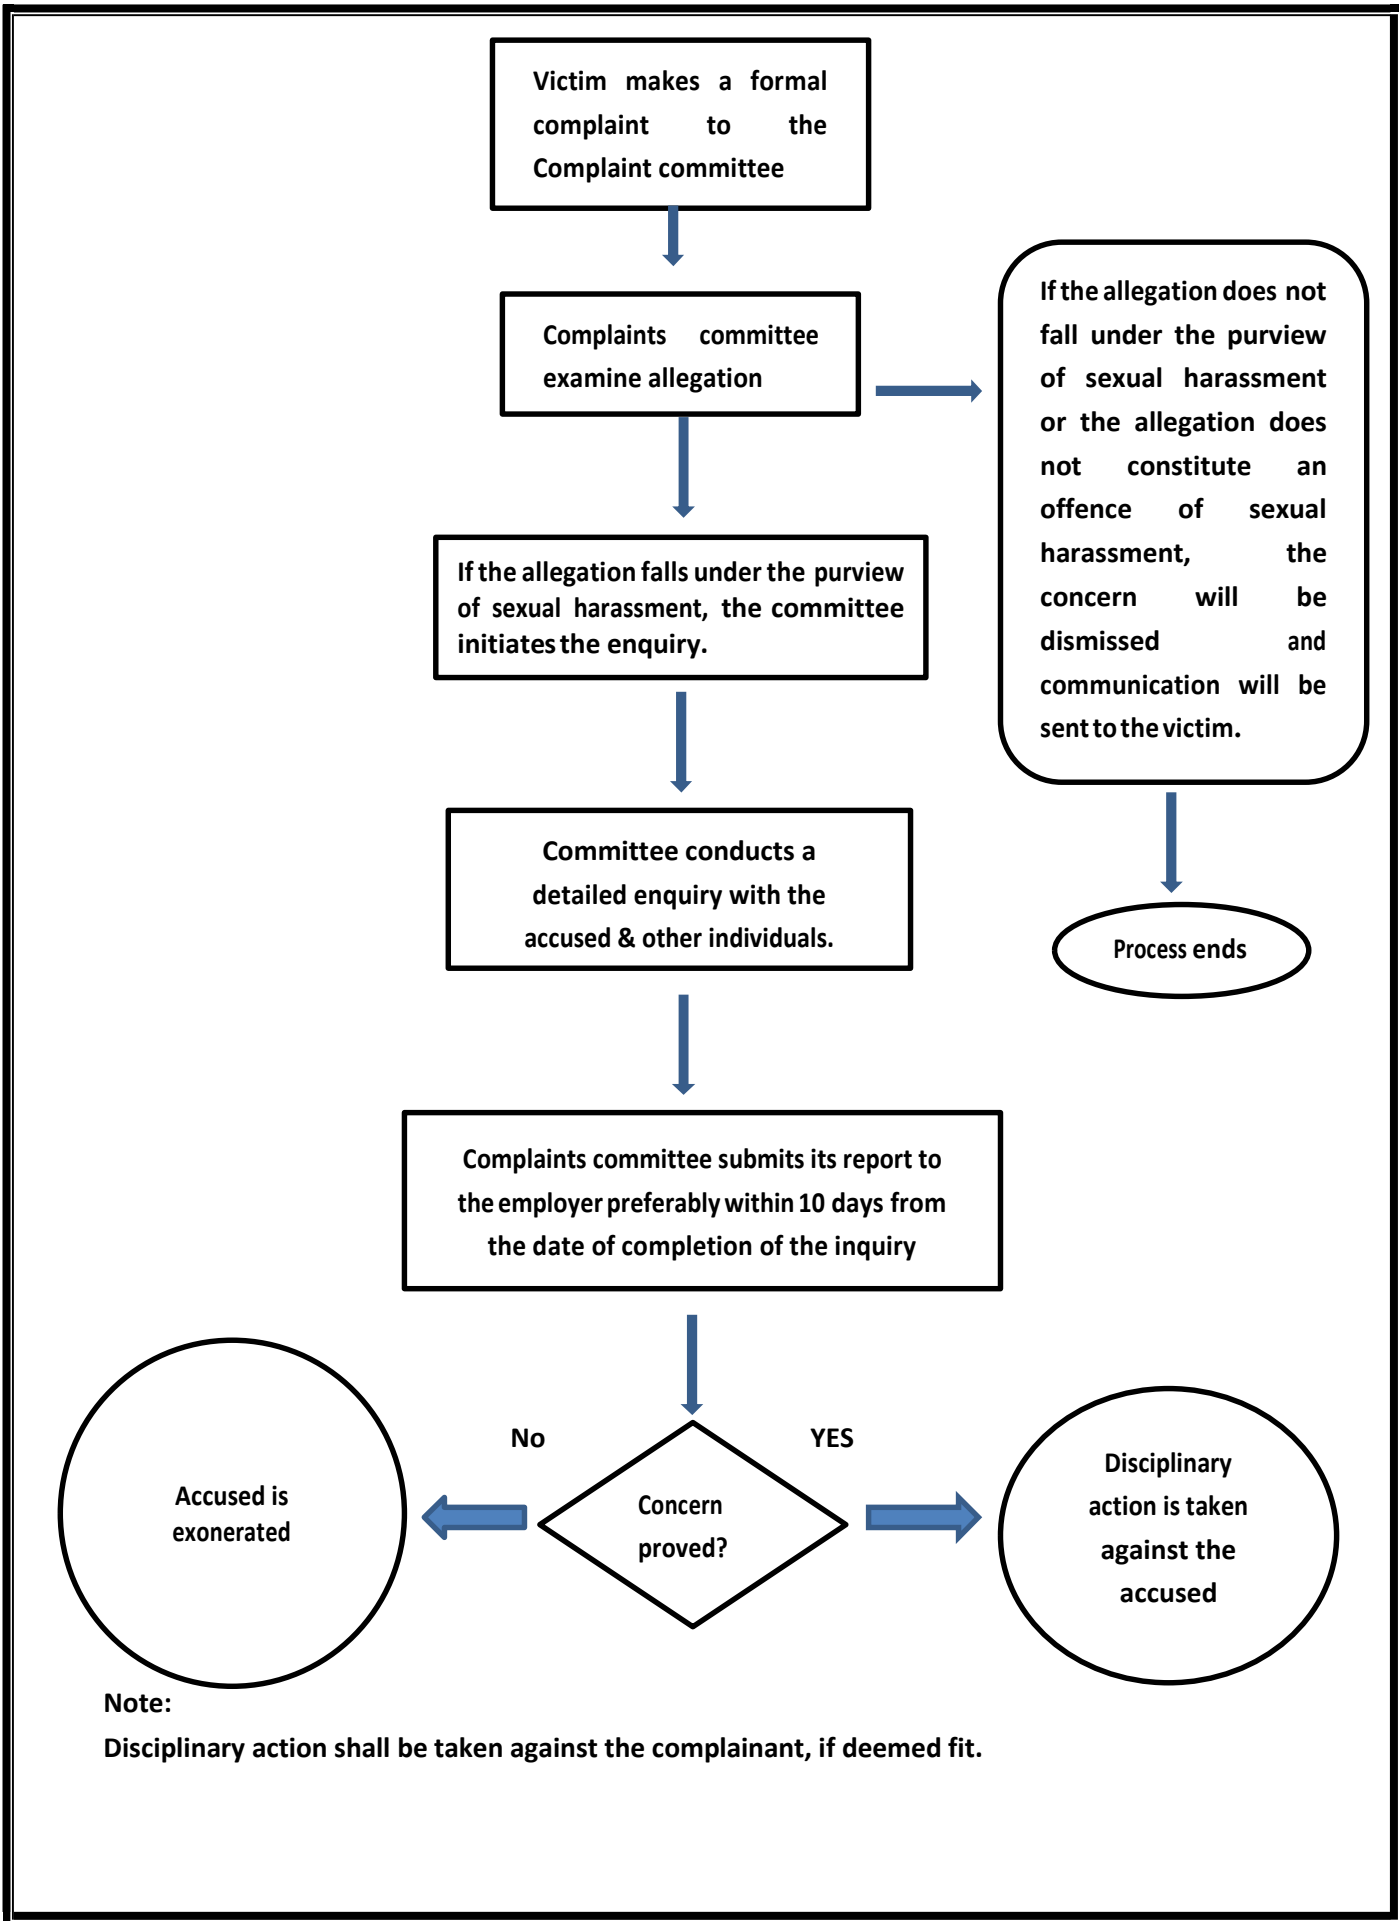 Victim makes a formal
complaint to the
Complaint committee
Complaints committee
examine allegation
If the allegation does not
fall under the purview
of sexual harassment
or the allegation does
not constitute an
offence of sexual
harassment, the
concern will be
dismissed and
communication will be
sent to the victim.
If the allegation falls under the purview
of sexual harassment, the committee
initiates the enquiry.
Committee conducts a
detailed enquiry with the
accused & other individuals.
Process ends
Complaints committee submits its report to
the employer preferably within 10 days from
the date of completion of the inquiry
No
YES
Concern
proved?
Accused is
exonerated
Disciplinary
action is taken
against the
accused
Note:
Disciplinary action shall be taken against the complainant, if deemed fit.